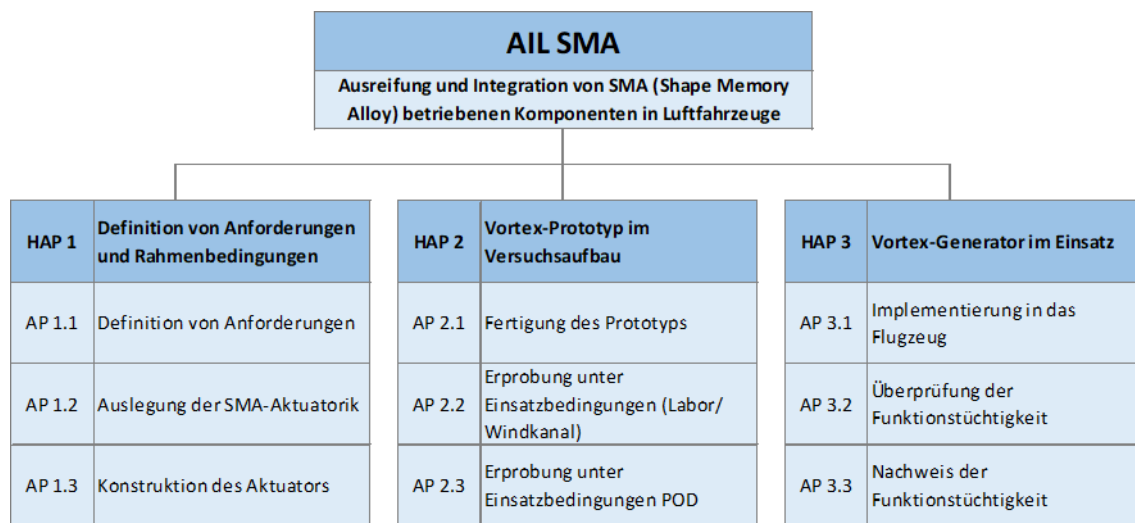 AIL SMA
Ausreifung und Integration von SMA (Shape Memory
Alloy) betriebenen Komponenten in Luftfahrzeuge
HAP 1
Definition von Anforderungen
und Rahmenbedingungen
AP 1.1
Definition von Anforderungen
AP 1.2
Auslegung der SMA-Aktuatorik
AP 1.3
Konstruktion des Aktuators
HAP 2
Vortex-Prototyp im
Versuchsaufbau
AP 2.1
Fertigung des Prototyps
AP 2.2
Erprobung unter
Einsatzbedingungen (Labor/
Windkanal)
AP 2.3
Erprobung unter
Einsatzbedingungen POD
HAP 3
Vortex-Generator im Einsatz
AP 3.1
Implementierung in das
Flugzeug
AP 3.2
Überprüfung der
Funktionstüchtigkeit
AP 3.3
Nachweis der
Funktionstüchtigkeit